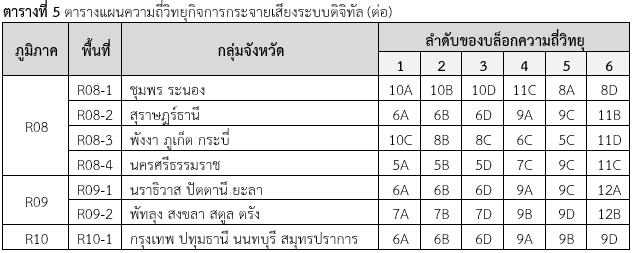 ตารางที่ 5 ตารางแผนความถี่วิทยุกิจการกระจายเสียงระบบดิจิทัล (ต่อ)
ภูมิภาค พื้นที่ กลุ่มจังหวัด ลำดับของบล็อกความถี่วิทยุ
1 2 3 4 5 6
R08 R08-1 ชุมพร ระนอง 10A 10B 10D 11C 8A 8D
R08-2 สุราษฎร์ธานี 6A 6B 6D 9A 9C 11B
R08-3 พังงา ภูเก็ต กระบี่ 10C 8B 8C 6C 5C 11D
R08-4 นครศรีธรรมราช 5A 5B 5D 7C 9C 11C
R09 R09-1 นราธิวาส ปัตตานี ยะลา 6A 6B 6D 9A 9C 12A
R09-2 พัทลุง สงขลา สตูล ตรัง 7A 7B 7D 9B 9D 12B
R10 R10-1 กรุงเทพ ปทุมธานี นนทบุรี สมุทรปราการ 6A 6B 6D 9A 9B 9D